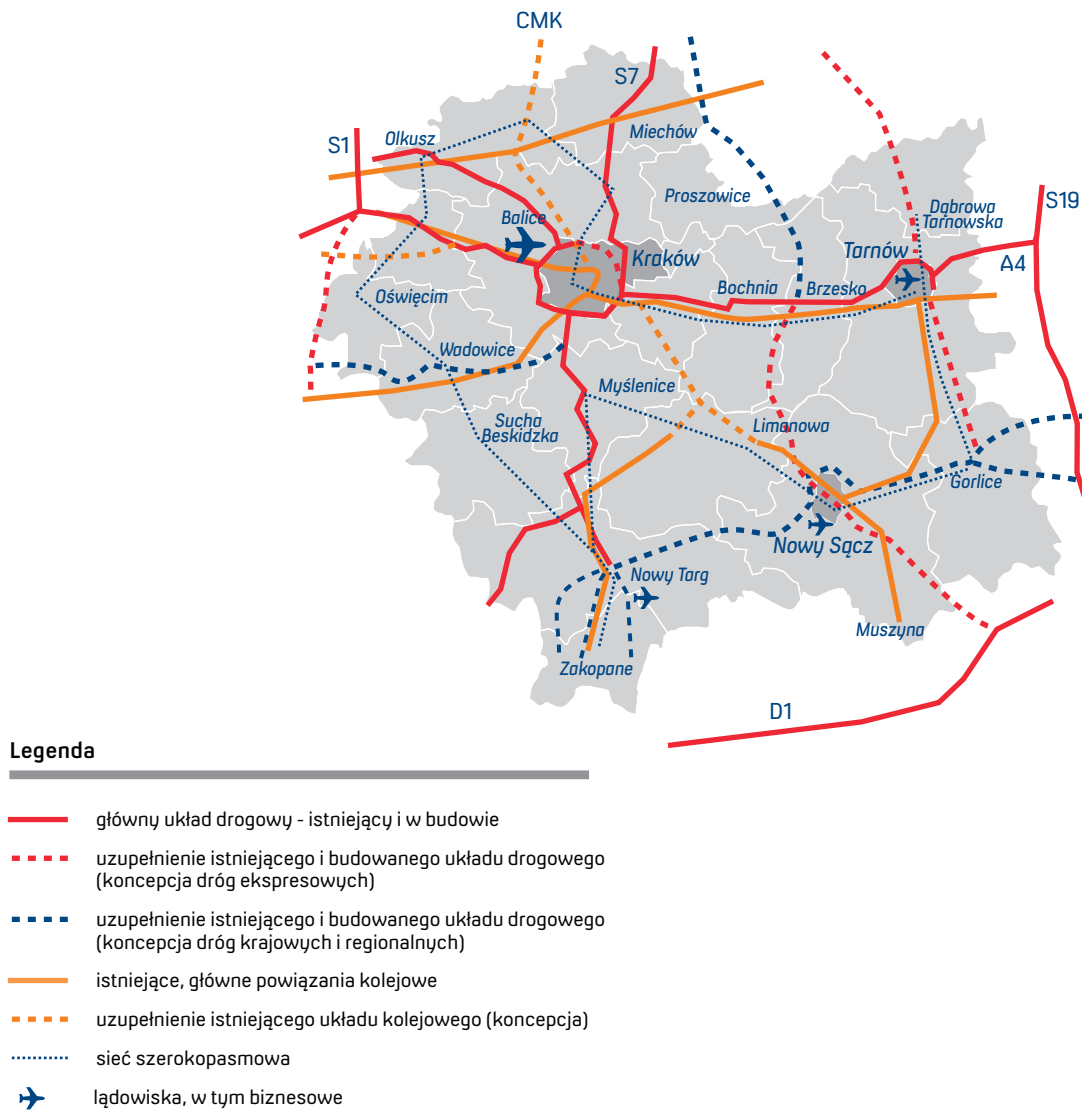 CMK
S7
S1
Olkusz
Miechów
Proszowice
S19
Dąbrowa
Tarnowska
Balice
Kraków
Tarnów
A4
Oświęcim
Bochnia
Brzesko
Wadowice
Myślenice
Sucha
Beskidzka
Limanowa
Gorlice
Nowy Sącz
Nowy Targ
Muszyna
Zakopane
D1
Legenda
główny układ drogowy - istniejący i w budowie
uzupełnienie istniejącego i budowanego układu drogowego
(koncepcja dróg ekspresowych)
uzupełnienie istniejącego i budowanego układu drogowego
(koncepcja dróg krajowych i regionalnych)
istniejące, główne powiązania kolejowe
uzupełnienie istniejącego układu kolejowego (koncepcja)
sieć szerokopasmowa
lądowiska, w tym biznesowe